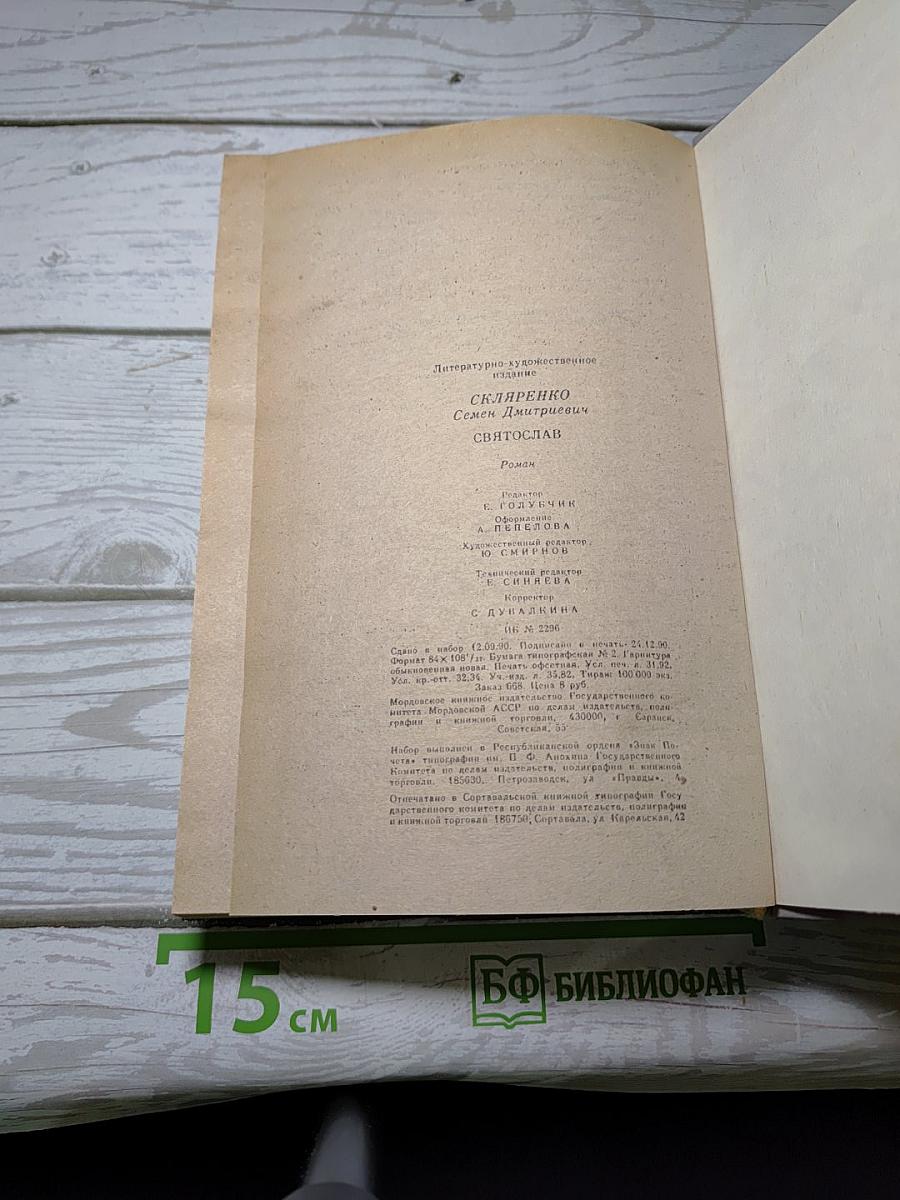 Литературно-художественное
издание
СКЛЯРЕНКО
Семен Дмитриевич
СВЯТОСЛАВ
Роман
Редактор
Е. ГОЛУБЧИК
Оформление
А. ПЕПЕЛОВА
Художественный редактор
Ю. СМИРНОВ
Технический редактор
Е. СИНЯЕВА
Корректор
С. ДУВАЛКИНА
ИБ № 2296
Сдано в набор 12.09.90. Подписано в печать 24.12.90.
Формат 84×108¹/₃₂. Бумага типографская № 2. Гарнитура
обыкновенная новая. Печать офсетная. Усл. печ. л. 31,92.
Усл. кр.-отт. 32,34. Уч.-изд. л. 35,82. Тираж 100 000 экз.
Заказ 668. Цена 8 руб.
Мордовское книжное издательство Государственного ко-
митета Мордовской АССР по делам издательств, поли-
графии и книжной торговли, 430000, г. Саранск,
Советская, 55
Набор выполнен в Республиканской ордена «Знак По-
чета» типографии им. П. Ф. Анохина Государственного
Комитета по делам издательств, полиграфии и книжной
торговли. 185630. Петрозаводск, ул. «Правды», 4
Отпечатано в Сортавальской книжной типографии Госу
дарственного комитета по делам издательств, полиграфии
и книжной торговли 186750, Сортавала, ул. Карельская, 42
15 см
БФ БИБЛИОФАН